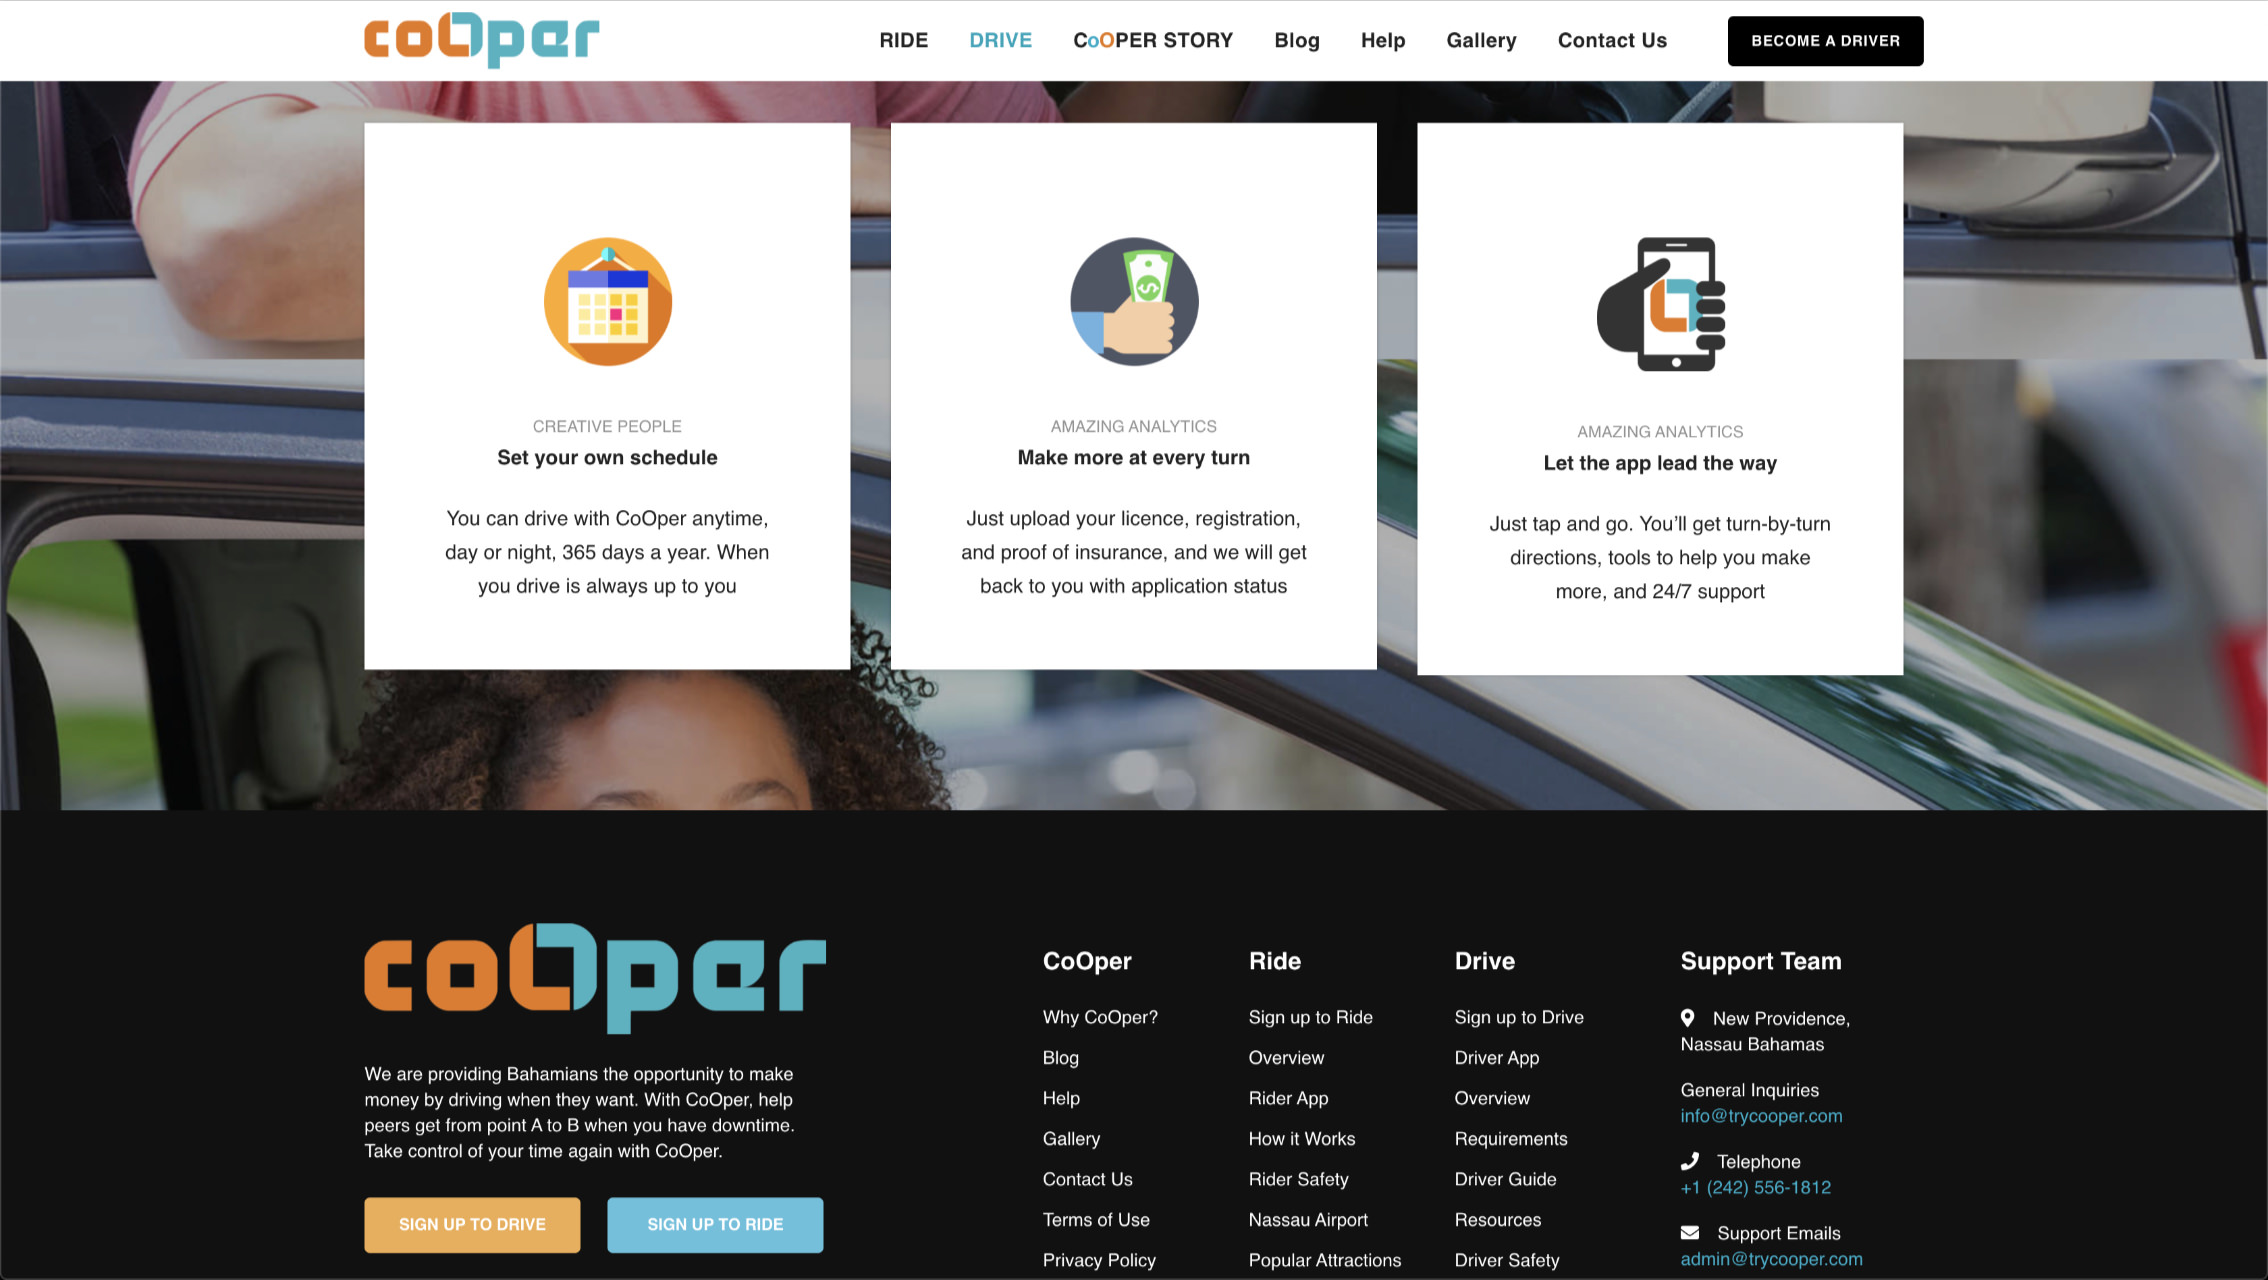 coOper
RIDE
DRIVE
CoOPER STORY
Blog
Help
Gallery
Contact Us
BECOME A DRIVER
CREATIVE PEOPLE
Set your own schedule
You can drive with CoOper anytime,
day or night, 365 days a year. When
you drive is always up to you
AMAZING ANALYTICS
Make more at every turn
Just upload your licence, registration,
and proof of insurance, and we will get
back to you with application status
AMAZING ANALYTICS
Let the app lead the way
Just tap and go. You’ll get turn-by-turn
directions, tools to help you make
more, and 24/7 support
coOper
We are providing Bahamians the opportunity to make
money by driving when they want. With CoOper, help
peers get from point A to B when you have downtime.
Take control of your time again with CoOper.
SIGN UP TO DRIVE
SIGN UP TO RIDE
CoOper
Why CoOper?
Blog
Help
Gallery
Contact Us
Terms of Use
Privacy Policy
Ride
Sign up to Ride
Overview
Rider App
How it Works
Rider Safety
Nassau Airport
Popular Attractions
Drive
Sign up to Drive
Driver App
Overview
Requirements
Driver Guide
Resources
Driver Safety
Support Team
New Providence,
Nassau Bahamas
General Inquiries
info@trycooper.com
Telephone
+1 (242) 556-1812
Support Emails
admin@trycooper.com